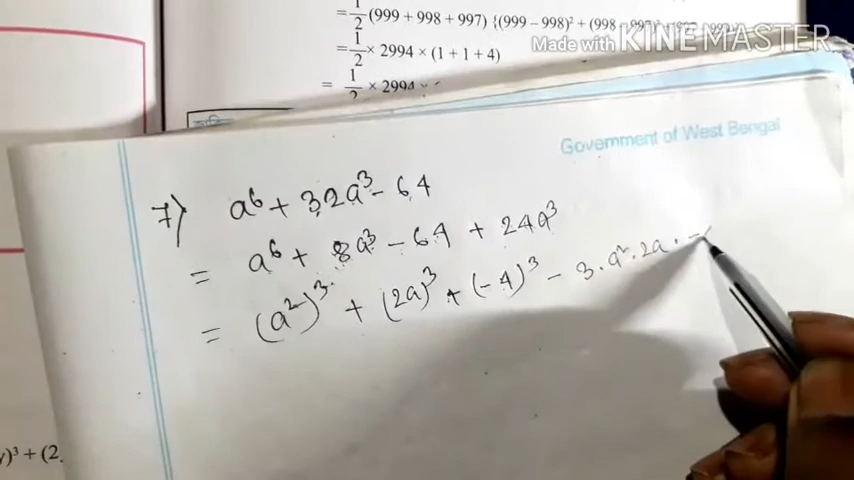 = 1/2 (999 + 998 + 997) {(999 − 998)² + (998
= 1/2 × 2994 × (1 + 1 + 4)
= 1/2 × 2994 ×
Made with KINEMASTER
Government of West Bengal
7) a⁶ + 32a³ - 64
= a⁶ + 8a³ - 64 + 24a³
= (a²)³ + (2a)³ + (-4)³ - 3·a²·2a·-
)³ + (2